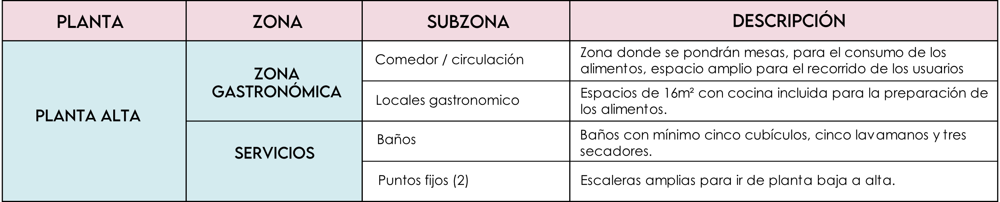 PLANTA
ZONA
SUBZONA
DESCRIPCIÓN
PLANTA ALTA
ZONA
GASTRONÓMICA
Comedor / circulación
Zona donde se pondrán mesas, para el consumo de los
alimentos, espacio amplio para el recorrido de los usuarios
Locales gastronomico
Espacios de 16m² con cocina incluida para la preparación de
los alimentos.
SERVICIOS
Baños
Baños con mínimo cinco cubículos, cinco lavamanos y tres
secadores.
Puntos fijos (2)
Escaleras amplias para ir de planta baja a alta.